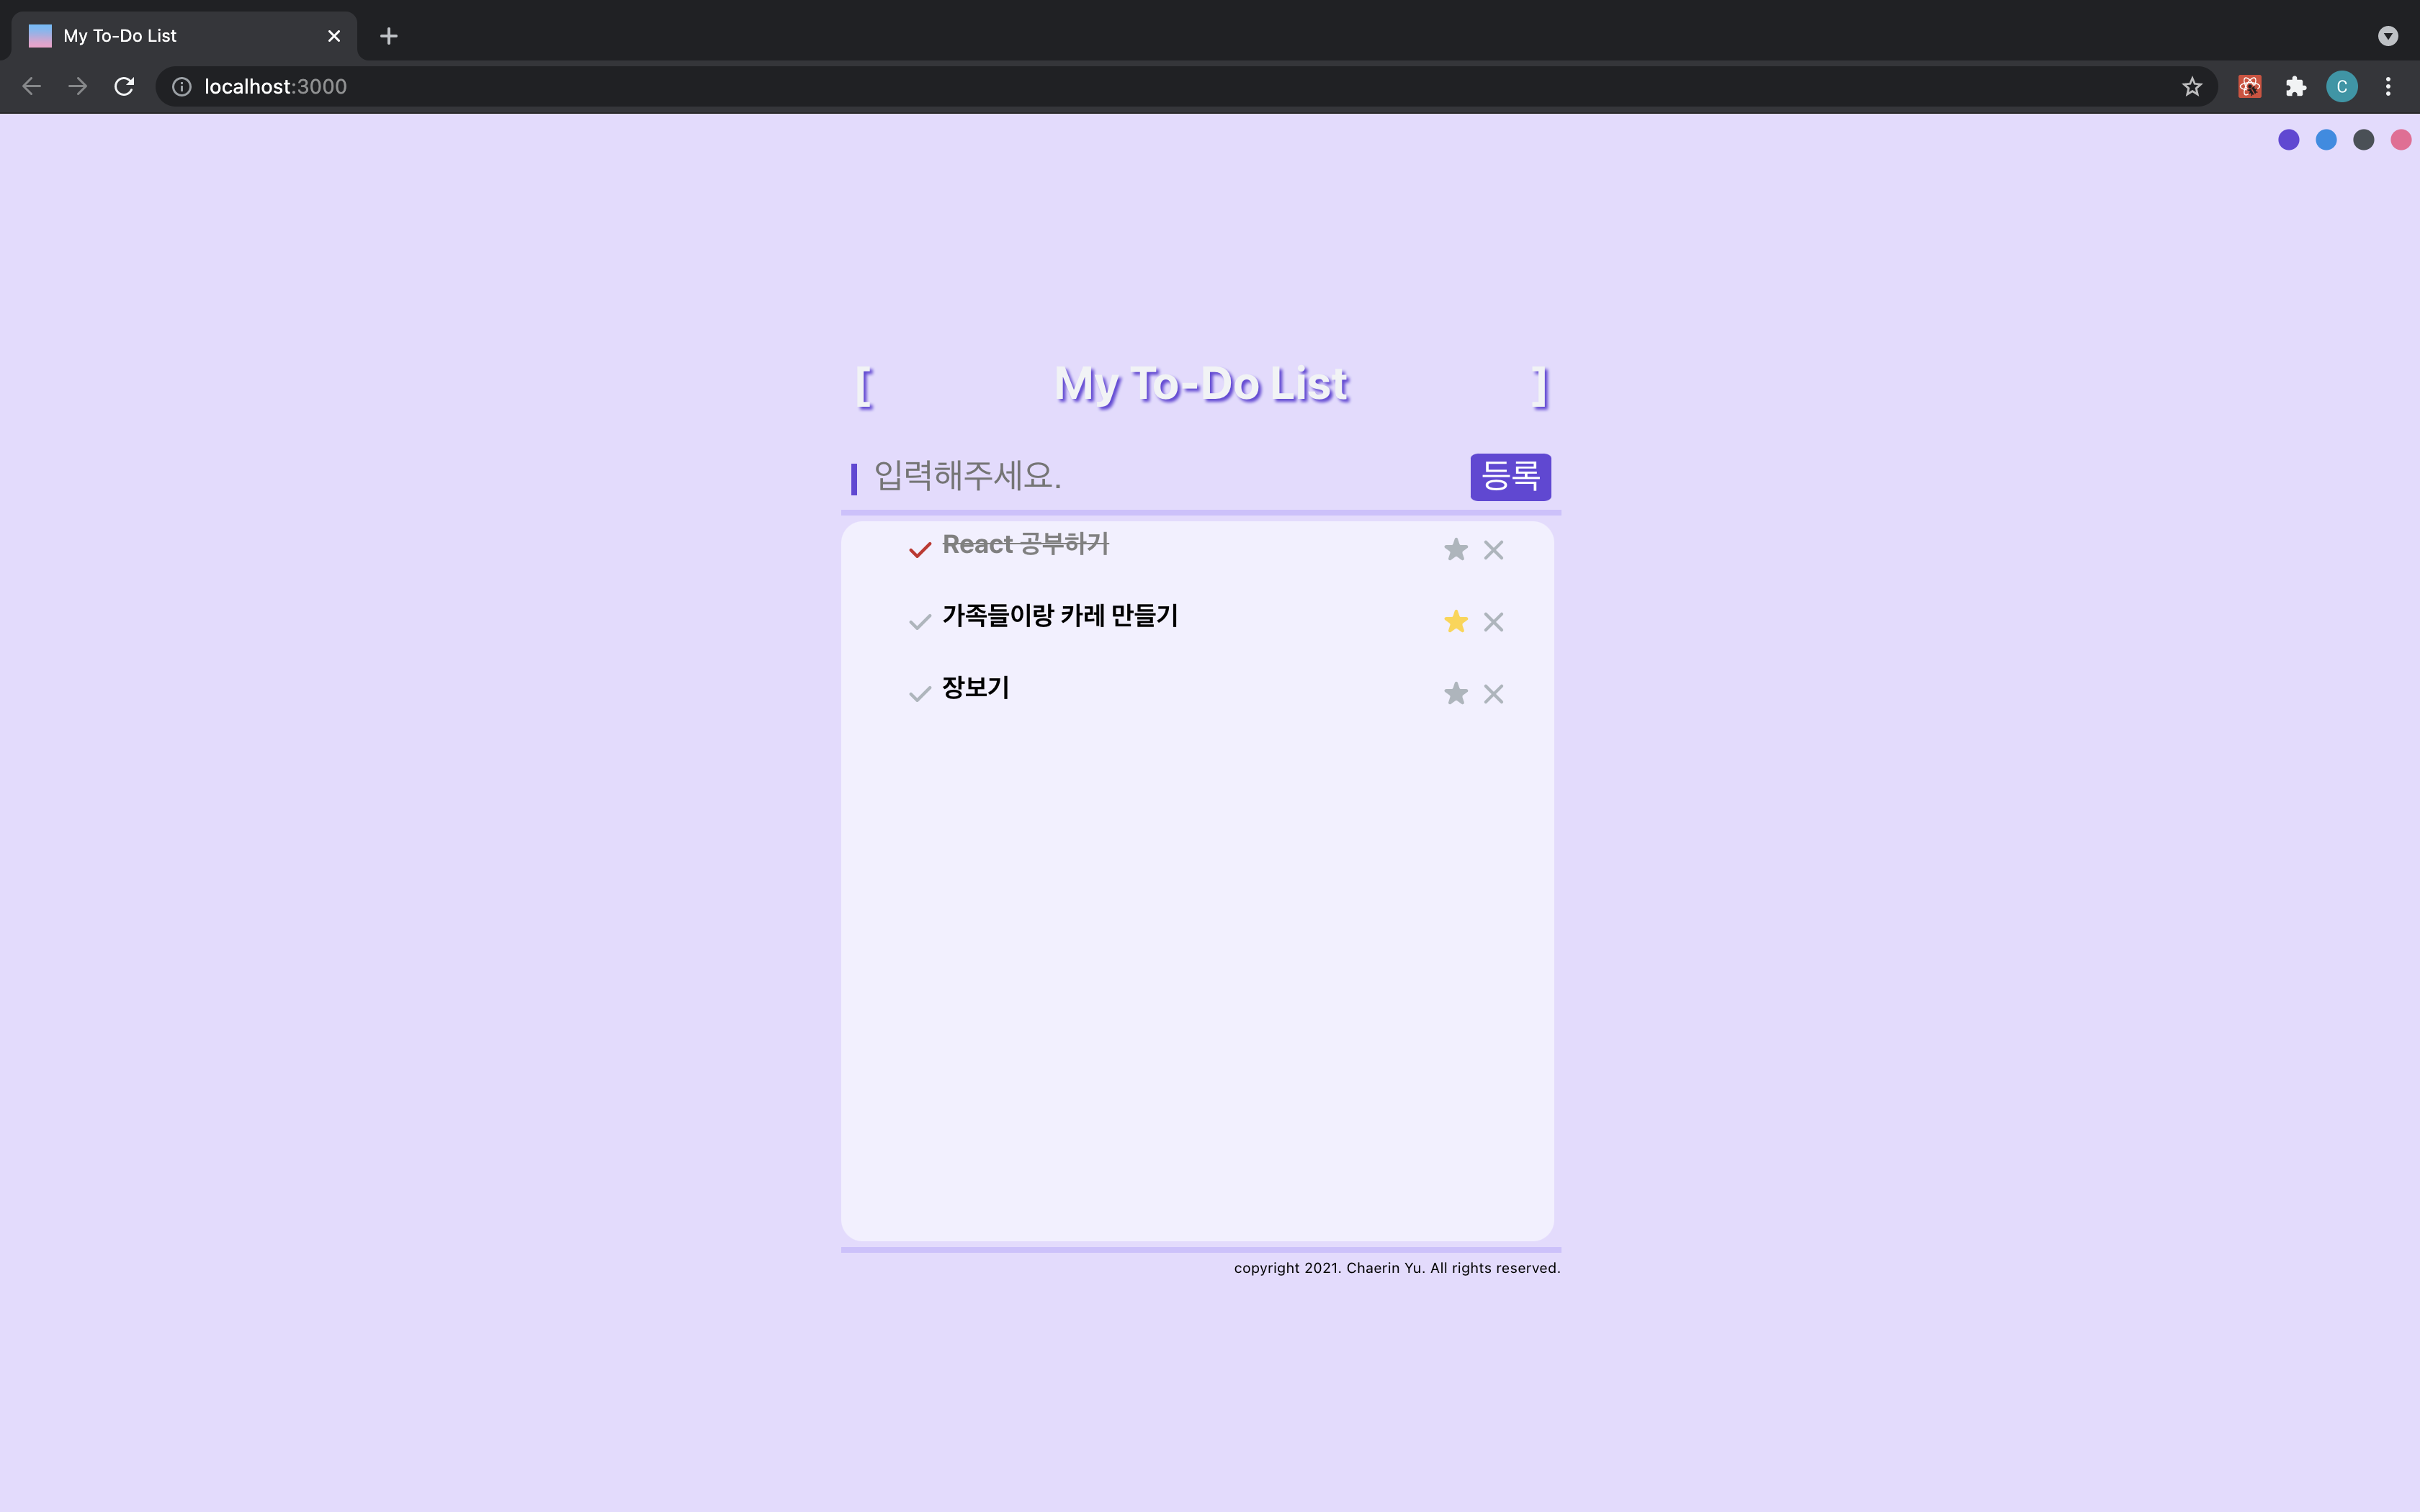 My To-Do List
localhost:3000
C
[ My To-Do List ]
입력해주세요. 등록
React 공부하기
가족들이랑 카레 만들기
장보기
copyright 2021. Chaerin Yu. All rights reserved.